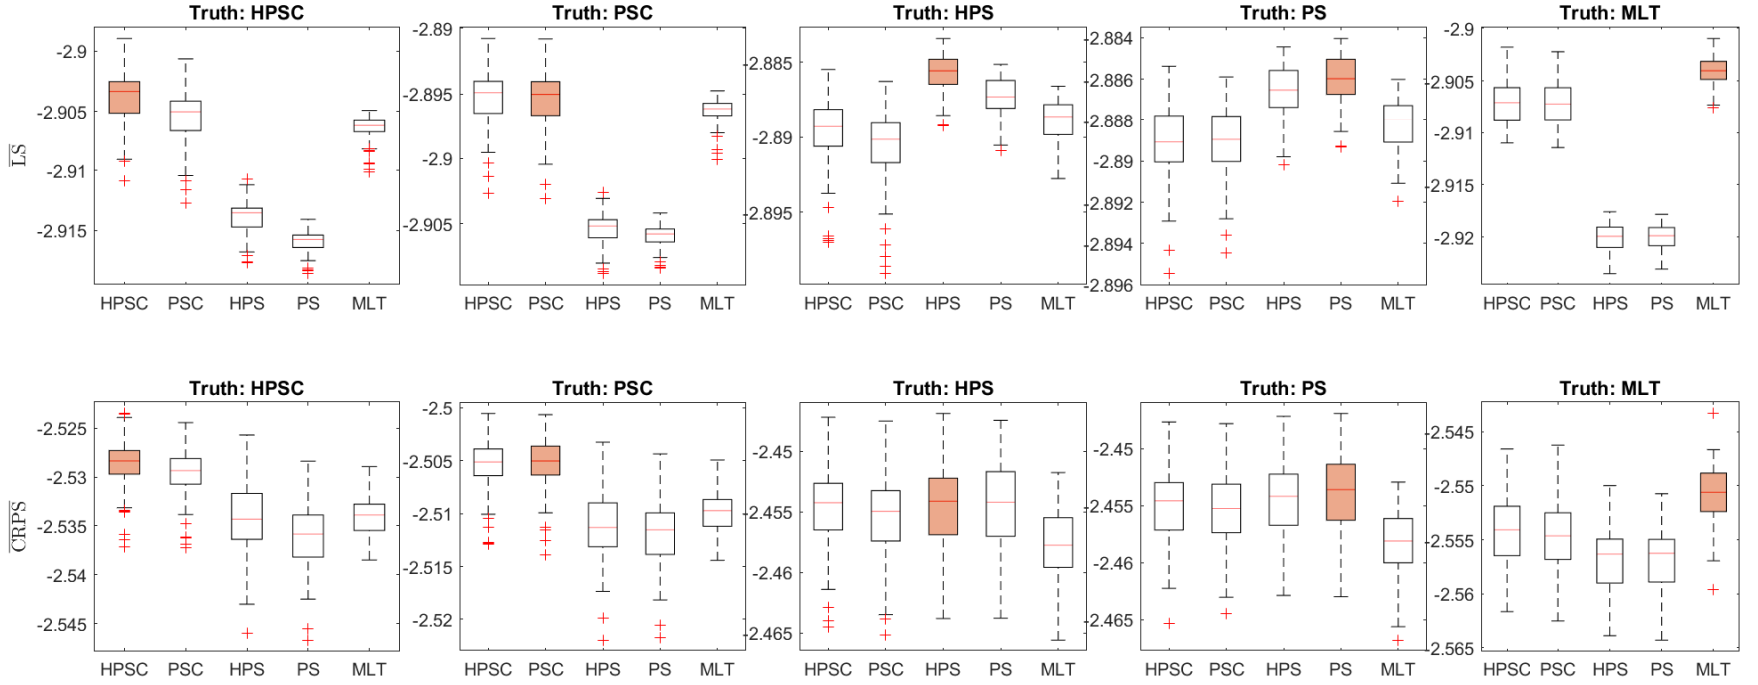 Truth: HPSC
-2.9
-2.905
-2.91
-2.915
LS
HPSC PSC HPS PS MLT
Truth: PSC
-2.89
-2.895
-2.9
-2.905
HPSC PSC HPS PS MLT
Truth: HPS
-2.885
-2.89
-2.895
HPSC PSC HPS PS MLT
Truth: PS
-2.884
-2.886
-2.888
-2.89
-2.892
-2.894
-2.896
HPSC PSC HPS PS MLT
Truth: MLT
-2.9
-2.905
-2.91
-2.915
-2.92
HPSC PSC HPS PS MLT
Truth: HPSC
-2.525
-2.53
-2.535
-2.54
-2.545
CRPS
HPSC PSC HPS PS MLT
Truth: PSC
-2.5
-2.505
-2.51
-2.515
-2.52
HPSC PSC HPS PS MLT
Truth: HPS
-2.45
-2.455
-2.46
-2.465
HPSC PSC HPS PS MLT
Truth: PS
-2.45
-2.455
-2.46
-2.465
HPSC PSC HPS PS MLT
Truth: MLT
-2.545
-2.55
-2.555
-2.56
-2.565
HPSC PSC HPS PS MLT